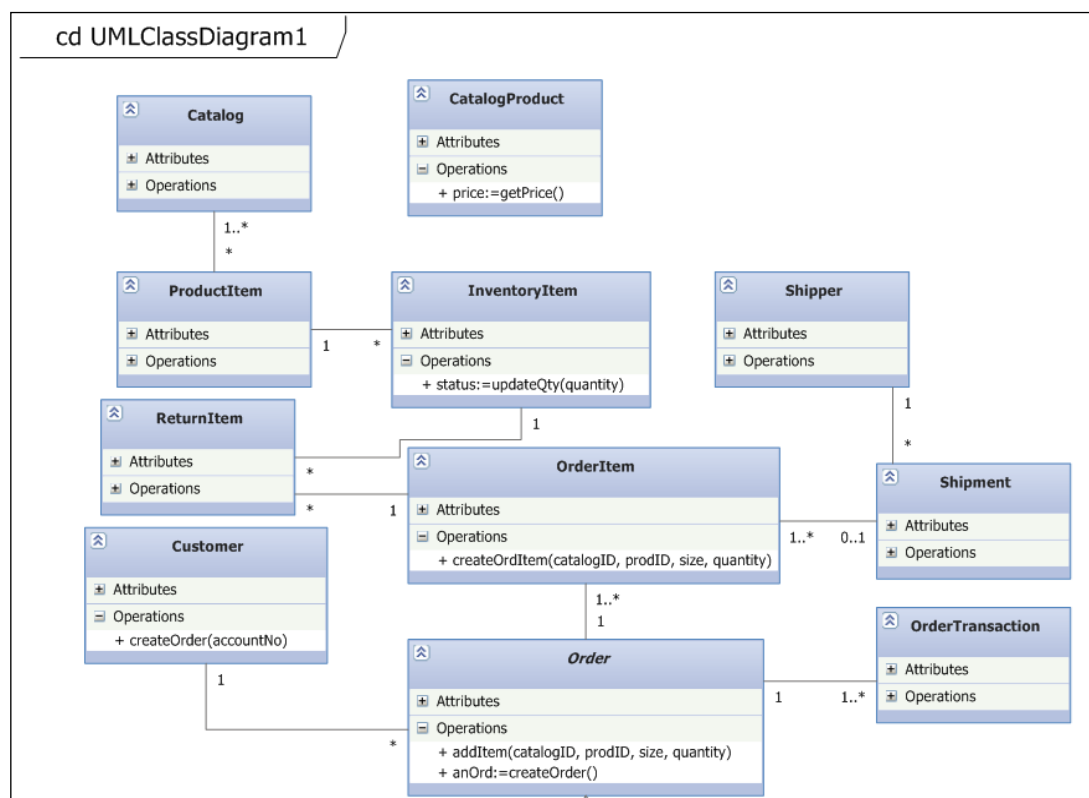 cd UMLClassDiagram1
Catalog
Attributes
Operations
1..*
*
CatalogProduct
Attributes
Operations
+ price:=getPrice()
ProductItem
Attributes
Operations
1
*
InventoryItem
Attributes
Operations
+ status:=updateQty(quantity)
1
Shipper
Attributes
Operations
1
*
ReturnItem
Attributes
Operations
*
*
1
OrderItem
Attributes
Operations
+ createOrdItem(catalogID, prodID, size, quantity)
1..*
0..1
Shipment
Attributes
Operations
Customer
Attributes
Operations
+ createOrder(accountNo)
1
*
1..*
1
Order
Attributes
Operations
+ addItem(catalogID, prodID, size, quantity)
+ anOrd:=createOrder()
1
1..*
OrderTransaction
Attributes
Operations